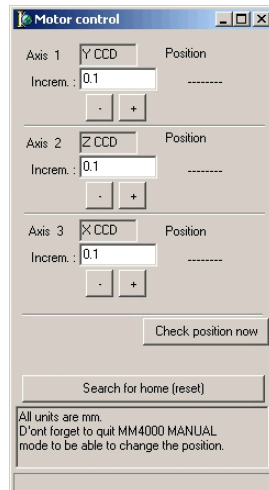 Motor control
Axis 1 Y CCD Position
Increm. : 0.1 --------
- +
Axis 2 Z CCD Position
Increm. : 0.1 --------
- +
Axis 3 X CCD Position
Increm. : 0.1 --------
- +
Check position now
Search for home (reset)
All units are mm.
D'ont forget to quit MM4000 MANUAL
mode to be able to change the position.